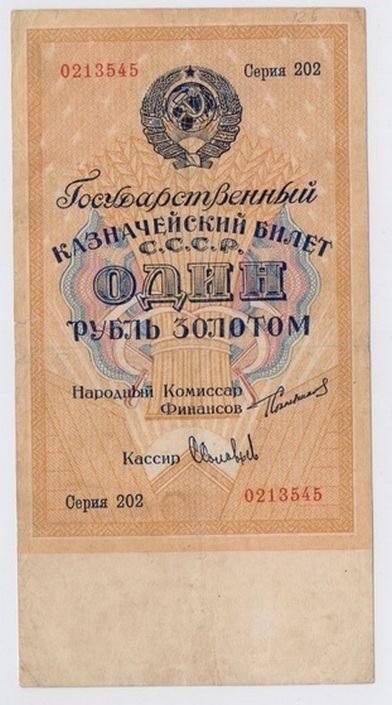 0213545 Серия 202
Государственный
КАЗНАЧЕЙСКИЙ БИЛЕТ
С.С.С.Р.
ОДИН
РУБЛЬ ЗОЛОТОМ
Народный Комиссар
Финансов
Кассир
Серия 202 0213545